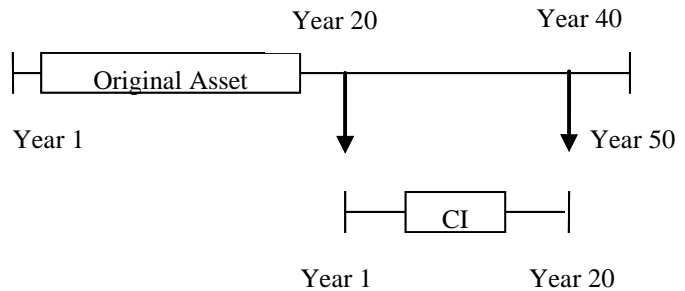 Year 20 Year 40
Original Asset
Year 1 Year 50
CI
Year 1 Year 20